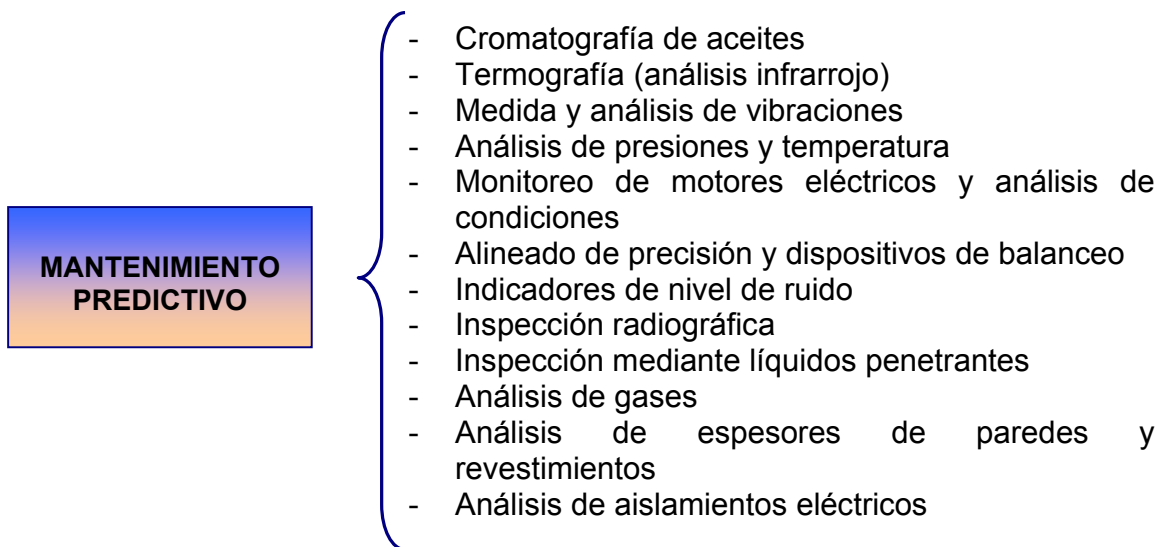 MANTENIMIENTO
PREDICTIVO
- Cromatografía de aceites
- Termografía (análisis infrarrojo)
- Medida y análisis de vibraciones
- Análisis de presiones y temperatura
- Monitoreo de motores eléctricos y análisis de
condiciones
- Alineado de precisión y dispositivos de balanceo
- Indicadores de nivel de ruido
- Inspección radiográfica
- Inspección mediante líquidos penetrantes
- Análisis de gases
- Análisis de espesores de paredes y
revestimientos
- Análisis de aislamientos eléctricos